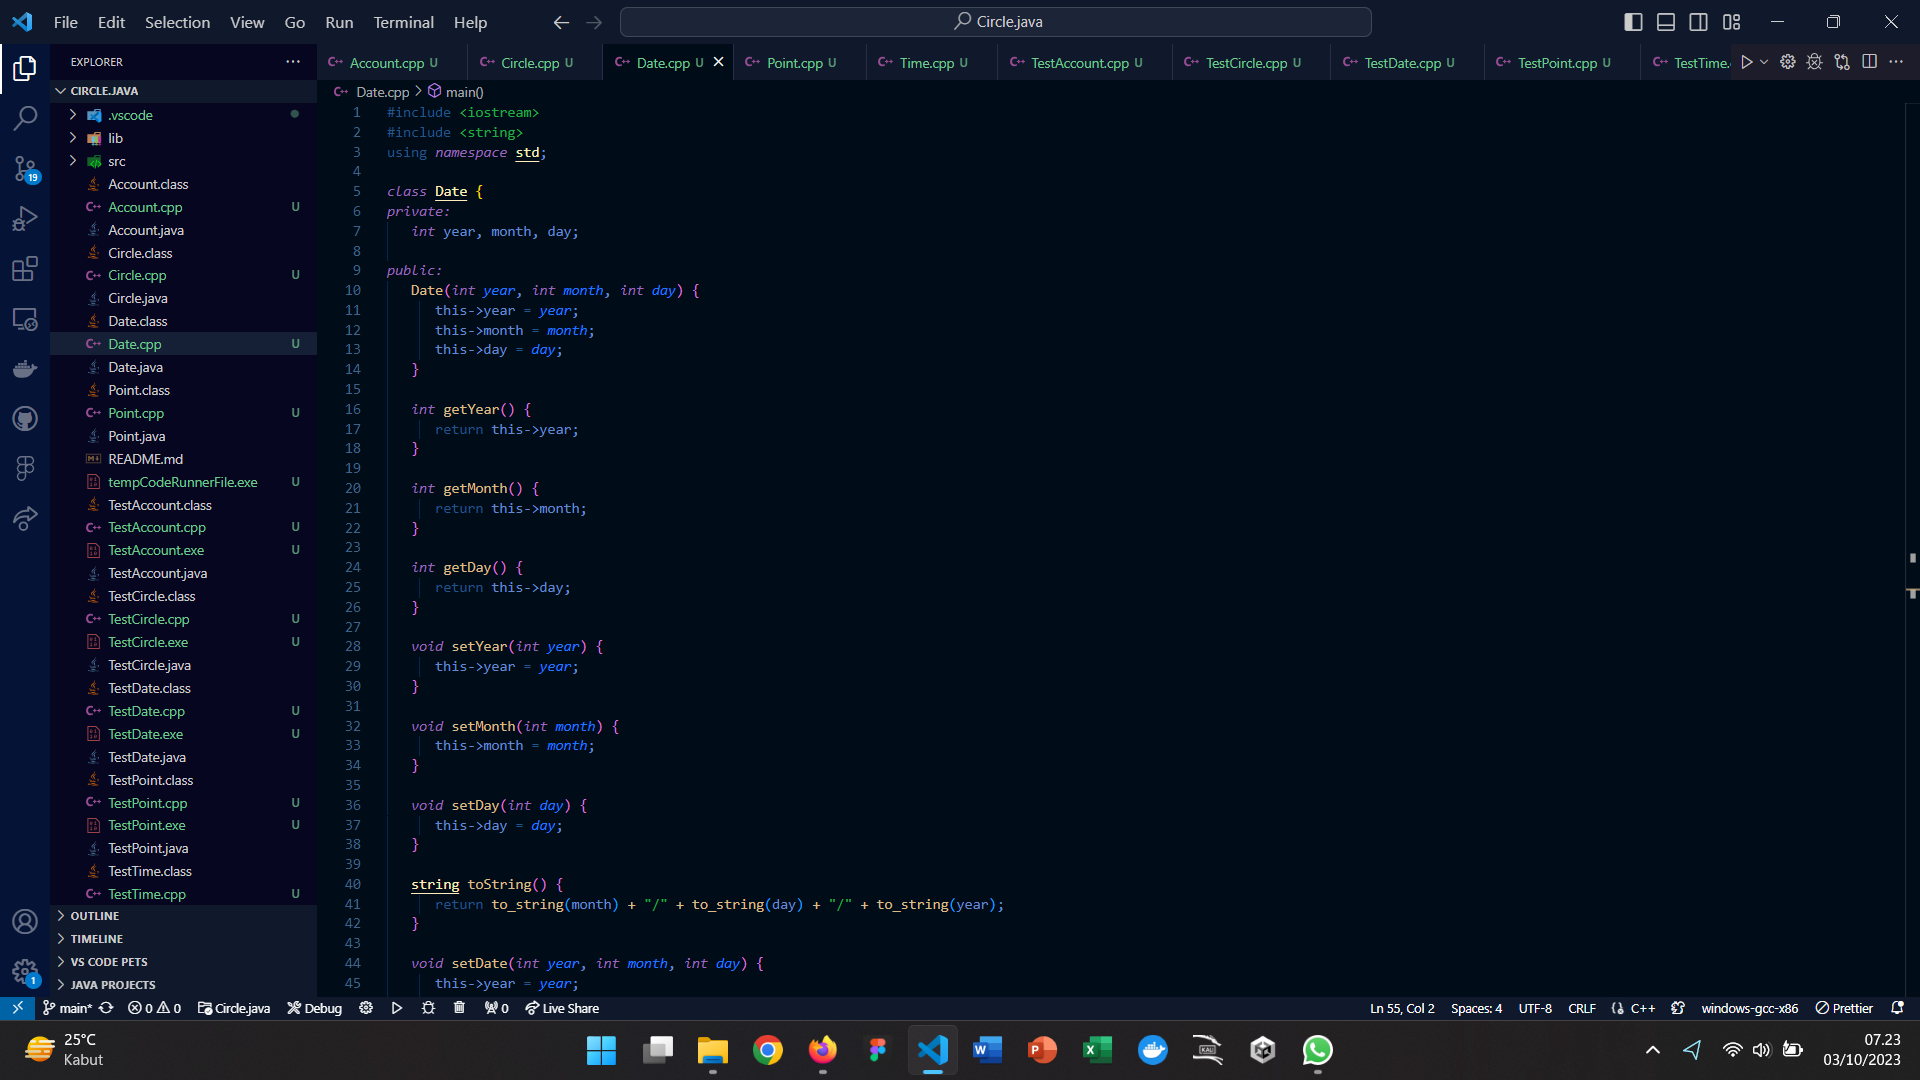 File Edit Selection View Go Run Terminal Help
Circle.java
EXPLORER
Account.cpp U
Circle.cpp U
Date.cpp U
Point.cpp U
Time.cpp U
TestAccount.cpp U
TestCircle.cpp U
TestDate.cpp U
TestPoint.cpp U
TestTime.
Date.cpp > main()
CIRCLE.JAVA
.vscode
lib
src
Account.class
Account.cpp U
Account.java
Circle.class
Circle.cpp U
Circle.java
Date.class
Date.cpp U
Date.java
Point.class
Point.cpp U
Point.java
README.md
tempCodeRunnerFile.exe U
TestAccount.class
TestAccount.cpp U
TestAccount.exe U
TestAccount.java
TestCircle.class
TestCircle.cpp U
TestCircle.exe U
TestCircle.java
TestDate.class
TestDate.cpp U
TestDate.exe U
TestDate.java
TestPoint.class
TestPoint.cpp U
TestPoint.exe U
TestPoint.java
TestTime.class
TestTime.cpp U
OUTLINE
TIMELINE
VS CODE PETS
JAVA PROJECTS
19
1
1 #include <iostream>
2 #include <string>
3 using namespace std;
4
5 class Date {
6 private:
7 int year, month, day;
8
9 public:
10 Date(int year, int month, int day) {
11 this->year = year;
12 this->month = month;
13 this->day = day;
14 }
15
16 int getYear() {
17 return this->year;
18 }
19
20 int getMonth() {
21 return this->month;
22 }
23
24 int getDay() {
25 return this->day;
26 }
27
28 void setYear(int year) {
29 this->year = year;
30 }
31
32 void setMonth(int month) {
33 this->month = month;
34 }
35
36 void setDay(int day) {
37 this->day = day;
38 }
39
40 string toString() {
41 return to_string(month) + "/" + to_string(day) + "/" + to_string(year);
42 }
43
44 void setDate(int year, int month, int day) {
45 this->year = year;
main* 0 0 Circle.java Debug 0 Live Share
Ln 55, Col 2 Spaces: 4 UTF-8 CRLF {} C++ windows-gcc-x86 Prettier
25°C
Kabut
07.23
03/10/2023